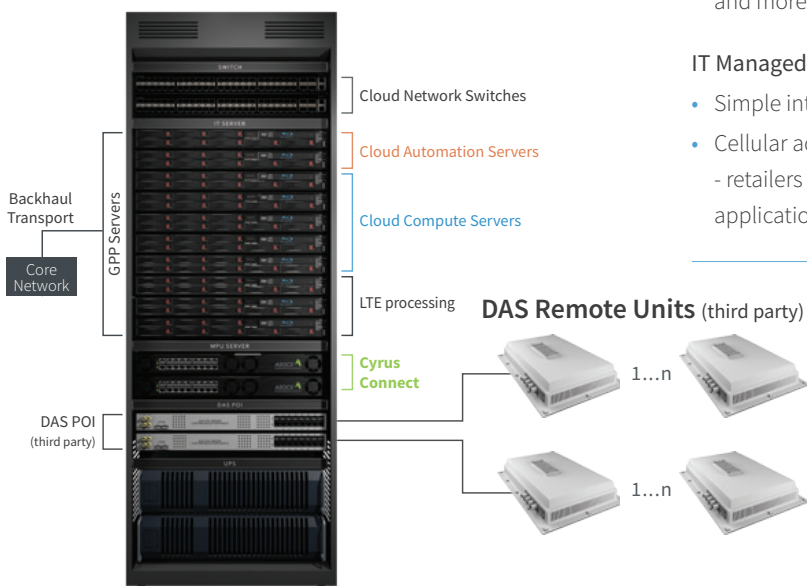 and more
IT Managed
• Simple int
• Cellular ac
- retailers
application
SWITCH
Cloud Network Switches
IT SERVER
Cloud Automation Servers
Cloud Compute Servers
LTE processing
GPP Servers
Backhaul
Transport
Core
Network
MPU SERVER
Cyrus
Connect
DAS POI
DAS POI
(third party)
UPS
DAS Remote Units (third party)
1...n
1...n